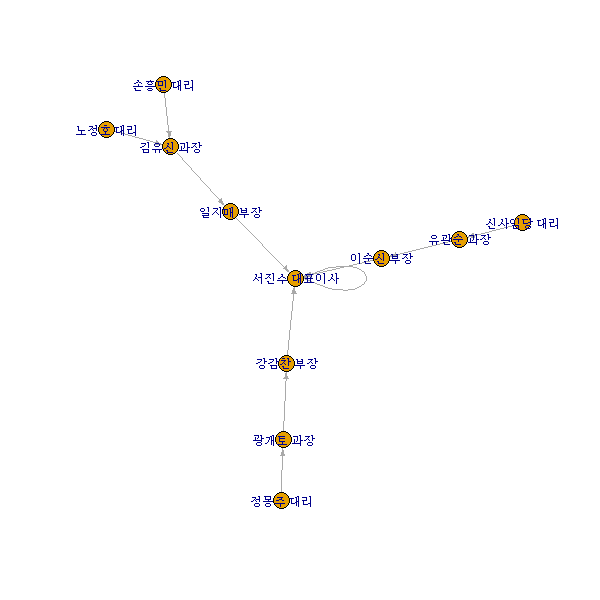 손흥민 대리
노정호 대리
김유신 과장
일지매 부장
신사임당 대리
유관순 과장
이순신 부장
서진수 대표이사
강감찬 부장
광개토 과장
정몽주 대리